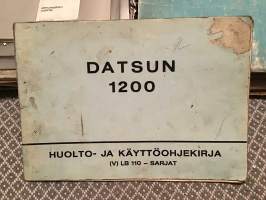 DATSUN
1200
HUOLTO- JA KÄYTTÖOHJEKIRJA
(V) LB 110 – SARJAT